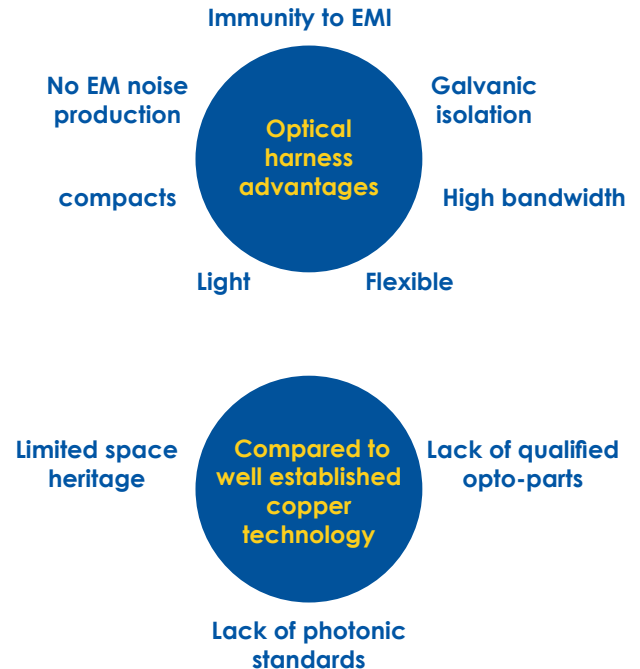 Immunity to EMI
No EM noise
production
Galvanic
isolation
Optical
harness
advantages
compacts
High bandwidth
Light
Flexible
Limited space
heritage
Compared to
well established
copper
technology
Lack of qualified
opto-parts
Lack of photonic
standards